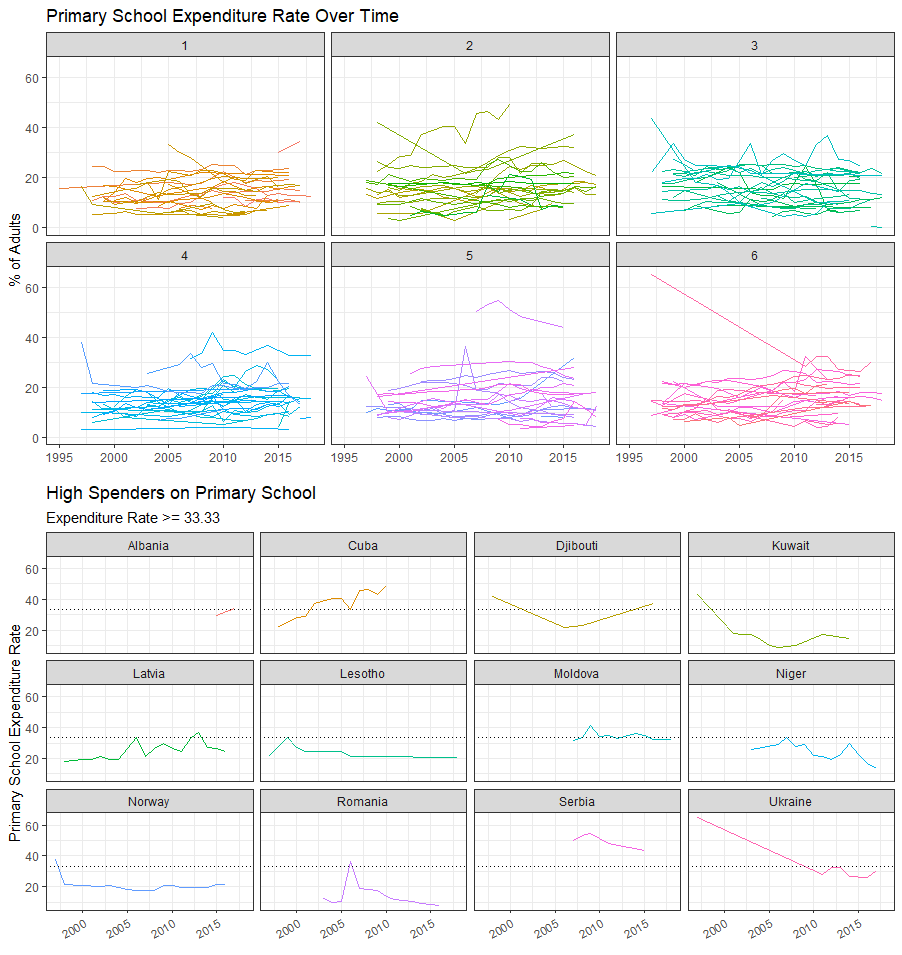 Primary School Expenditure Rate Over Time
1 2 3
60
40
20
0
% of Adults
4 5 6
60
40
20
0
1995 2000 2005 2010 2015 1995 2000 2005 2010 2015 1995 2000 2005 2010 2015
High Spenders on Primary School
Expenditure Rate >= 33.33
Albania Cuba Djibouti Kuwait
60
40
20
Primary School Expenditure Rate
Latvia Lesotho Moldova Niger
60
40
20
Norway Romania Serbia Ukraine
60
40
20
2000 2005 2010 2015 2000 2005 2010 2015 2000 2005 2010 2015 2000 2005 2010 2015